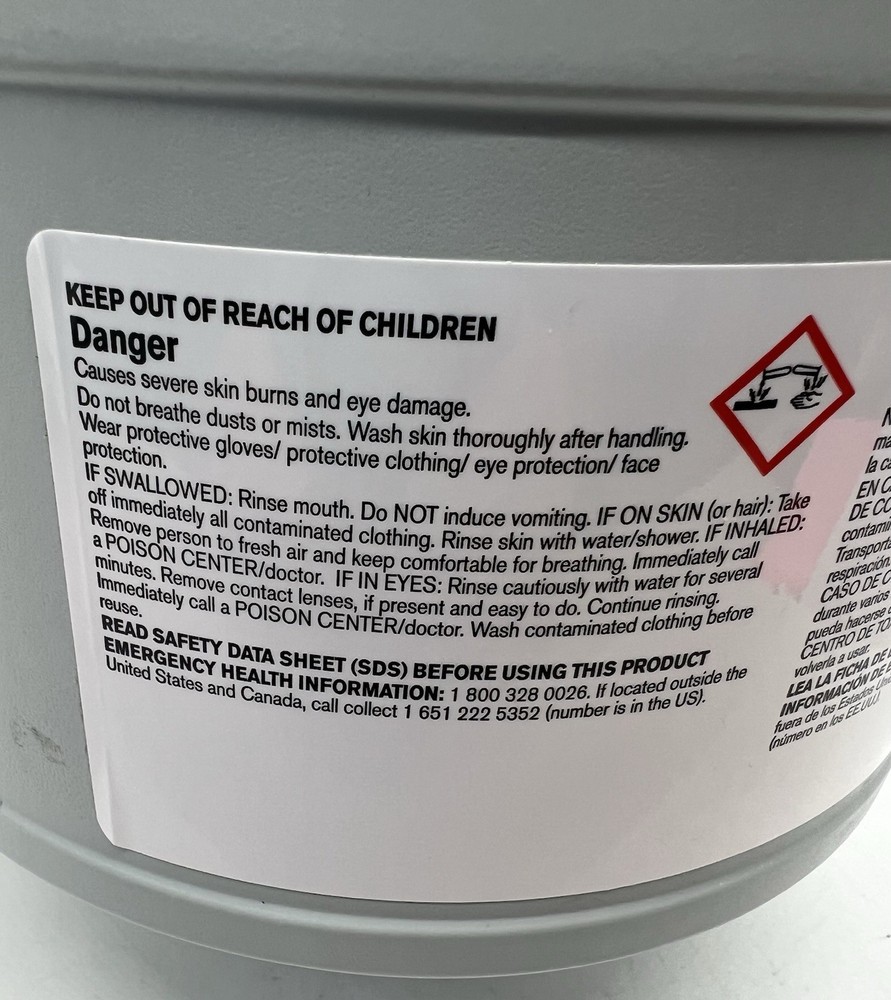 KEEP OUT OF REACH OF CHILDREN
Danger
Causes severe skin burns and eye damage.
Do not breathe dusts or mists. Wash skin thoroughly after handling.
Wear protective gloves/ protective clothing/ eye protection/ face
protection.
IF SWALLOWED: Rinse mouth. Do NOT induce vomiting. IF ON SKIN (or hair): Take
off immediately all contaminated clothing. Rinse skin with water/shower. IF INHALED:
Remove person to fresh air and keep comfortable for breathing. Immediately call
a POISON CENTER/doctor. IF IN EYES: Rinse cautiously with water for several
minutes. Remove contact lenses, if present and easy to do. Continue rinsing.
Immediately call a POISON CENTER/doctor. Wash contaminated clothing before
reuse.
READ SAFETY DATA SHEET (SDS) BEFORE USING THIS PRODUCT
EMERGENCY HEALTH INFORMATION: 1 800 328 0026. If located outside the
United States and Canada, call collect 1 651 222 5352 (number is in the US).
la
EN
DE
respiración.
CASO DE
durante varios
pueda hacerse
CENTRO DE
volverla a usar.
LEA LA FICHA DE
INFORMACIÓN DE
fuera de los Estados
(número en los EE.UU.)